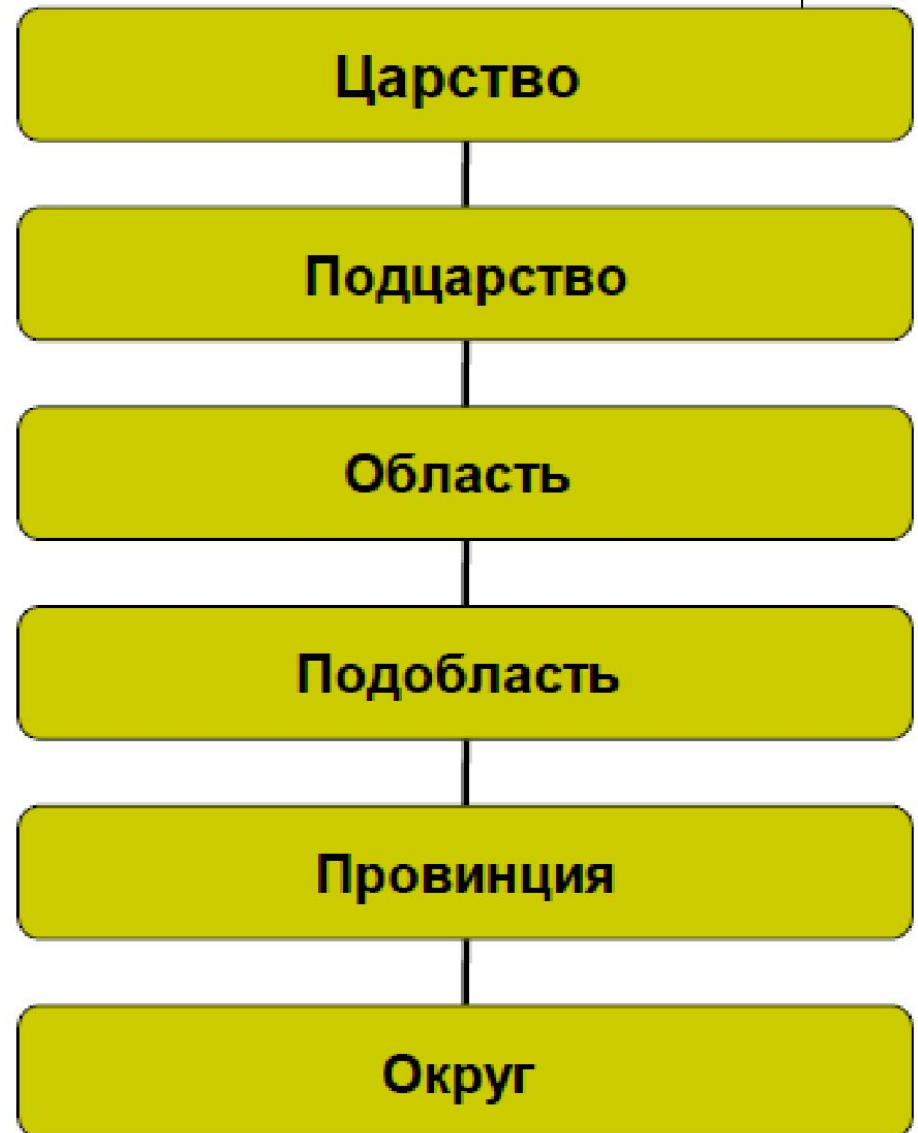 Царство
Подцарство
Область
Подобласть
Провинция
Округ